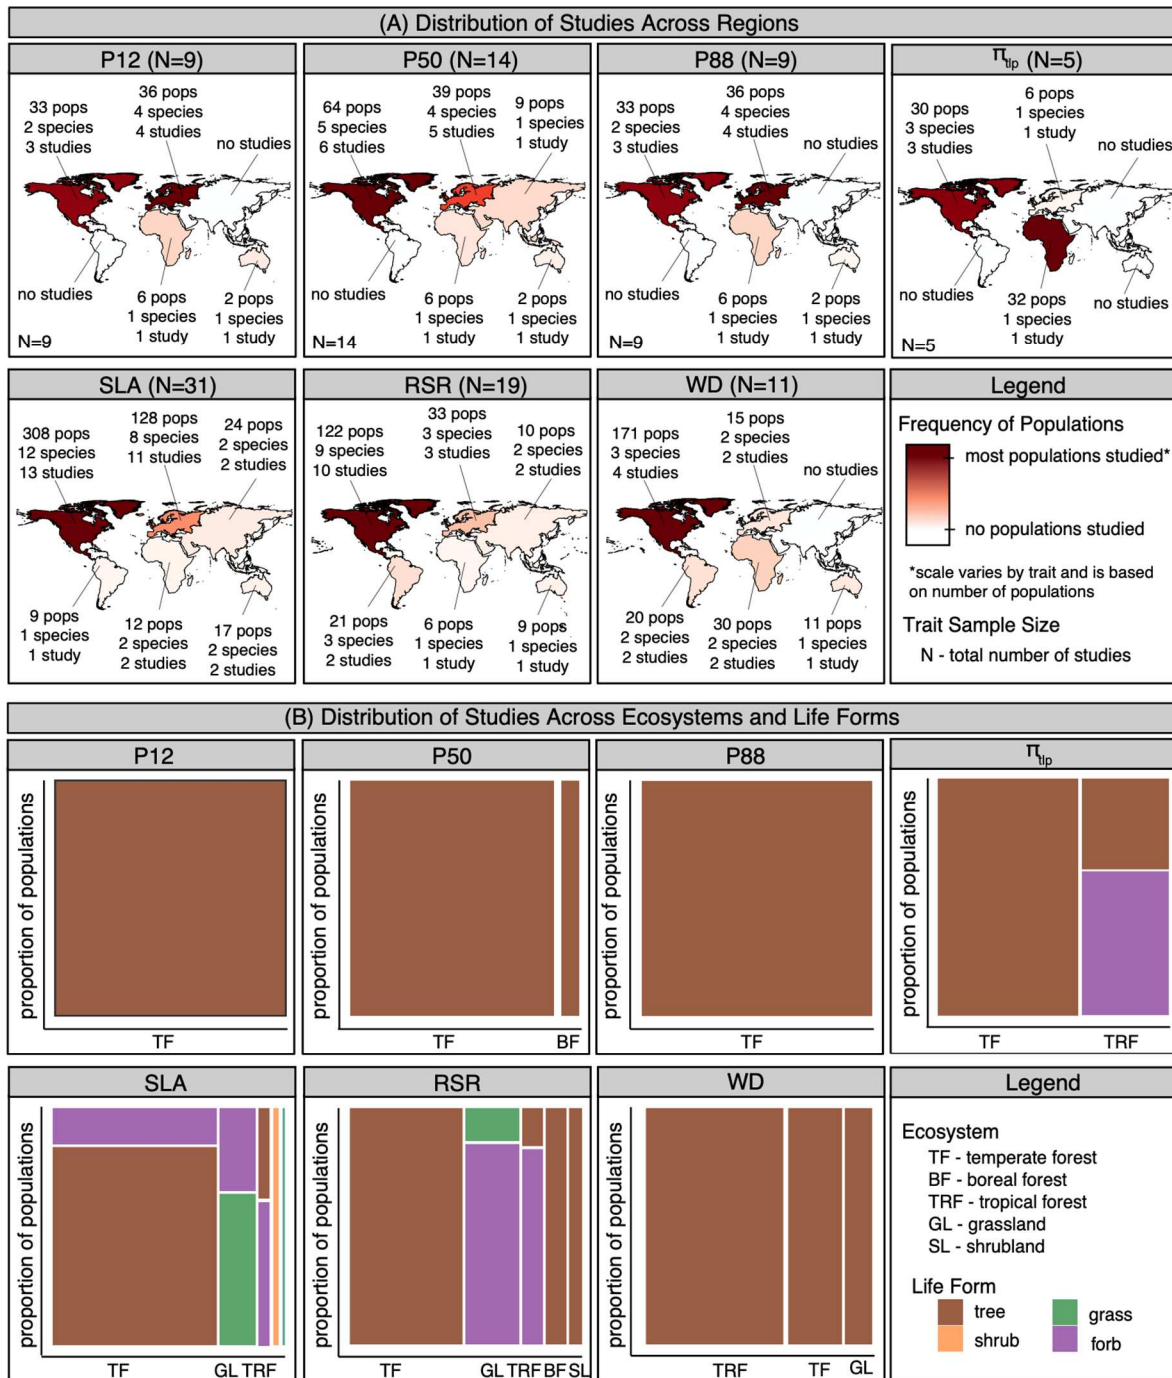 (A) Distribution of Studies Across Regions
P12 (N=9)
33 pops
2 species
3 studies
36 pops
4 species
4 studies
no studies
no studies
6 pops
1 species
1 study
2 pops
1 species
1 study
N=9
P50 (N=14)
64 pops
5 species
6 studies
39 pops
4 species
5 studies
9 pops
1 species
1 study
no studies
6 pops
1 species
1 study
2 pops
1 species
1 study
N=14
P88 (N=9)
33 pops
2 species
3 studies
36 pops
4 species
4 studies
no studies
no studies
6 pops
1 species
1 study
2 pops
1 species
1 study
N=9
πtlp (N=5)
30 pops
3 species
3 studies
6 pops
1 species
1 study
no studies
no studies
32 pops
1 species
1 study
no studies
N=5
SLA (N=31)
308 pops
12 species
13 studies
128 pops
8 species
11 studies
24 pops
2 species
2 studies
9 pops
1 species
1 study
12 pops
2 species
2 studies
17 pops
2 species
2 studies
RSR (N=19)
122 pops
9 species
10 studies
33 pops
3 species
3 studies
10 pops
2 species
2 studies
21 pops
3 species
2 studies
6 pops
1 species
1 study
9 pops
1 species
1 study
WD (N=11)
171 pops
3 species
4 studies
15 pops
2 species
2 studies
no studies
20 pops
2 species
2 studies
30 pops
2 species
2 studies
11 pops
1 species
1 study
Legend
Frequency of Populations
most populations studied*
no populations studied
*scale varies by trait and is based
on number of populations
Trait Sample Size
N - total number of studies
(B) Distribution of Studies Across Ecosystems and Life Forms
P12
proportion of populations
TF
P50
proportion of populations
TF
BF
P88
proportion of populations
TF
πtlp
proportion of populations
TF
TRF
SLA
proportion of populations
TF
GL
TRF
RSR
proportion of populations
TF
GL
TRF
BF
SL
WD
proportion of populations
TRF
TF
GL
Legend
Ecosystem
TF - temperate forest
BF - boreal forest
TRF - tropical forest
GL - grassland
SL - shrubland
Life Form
tree
grass
shrub
forb